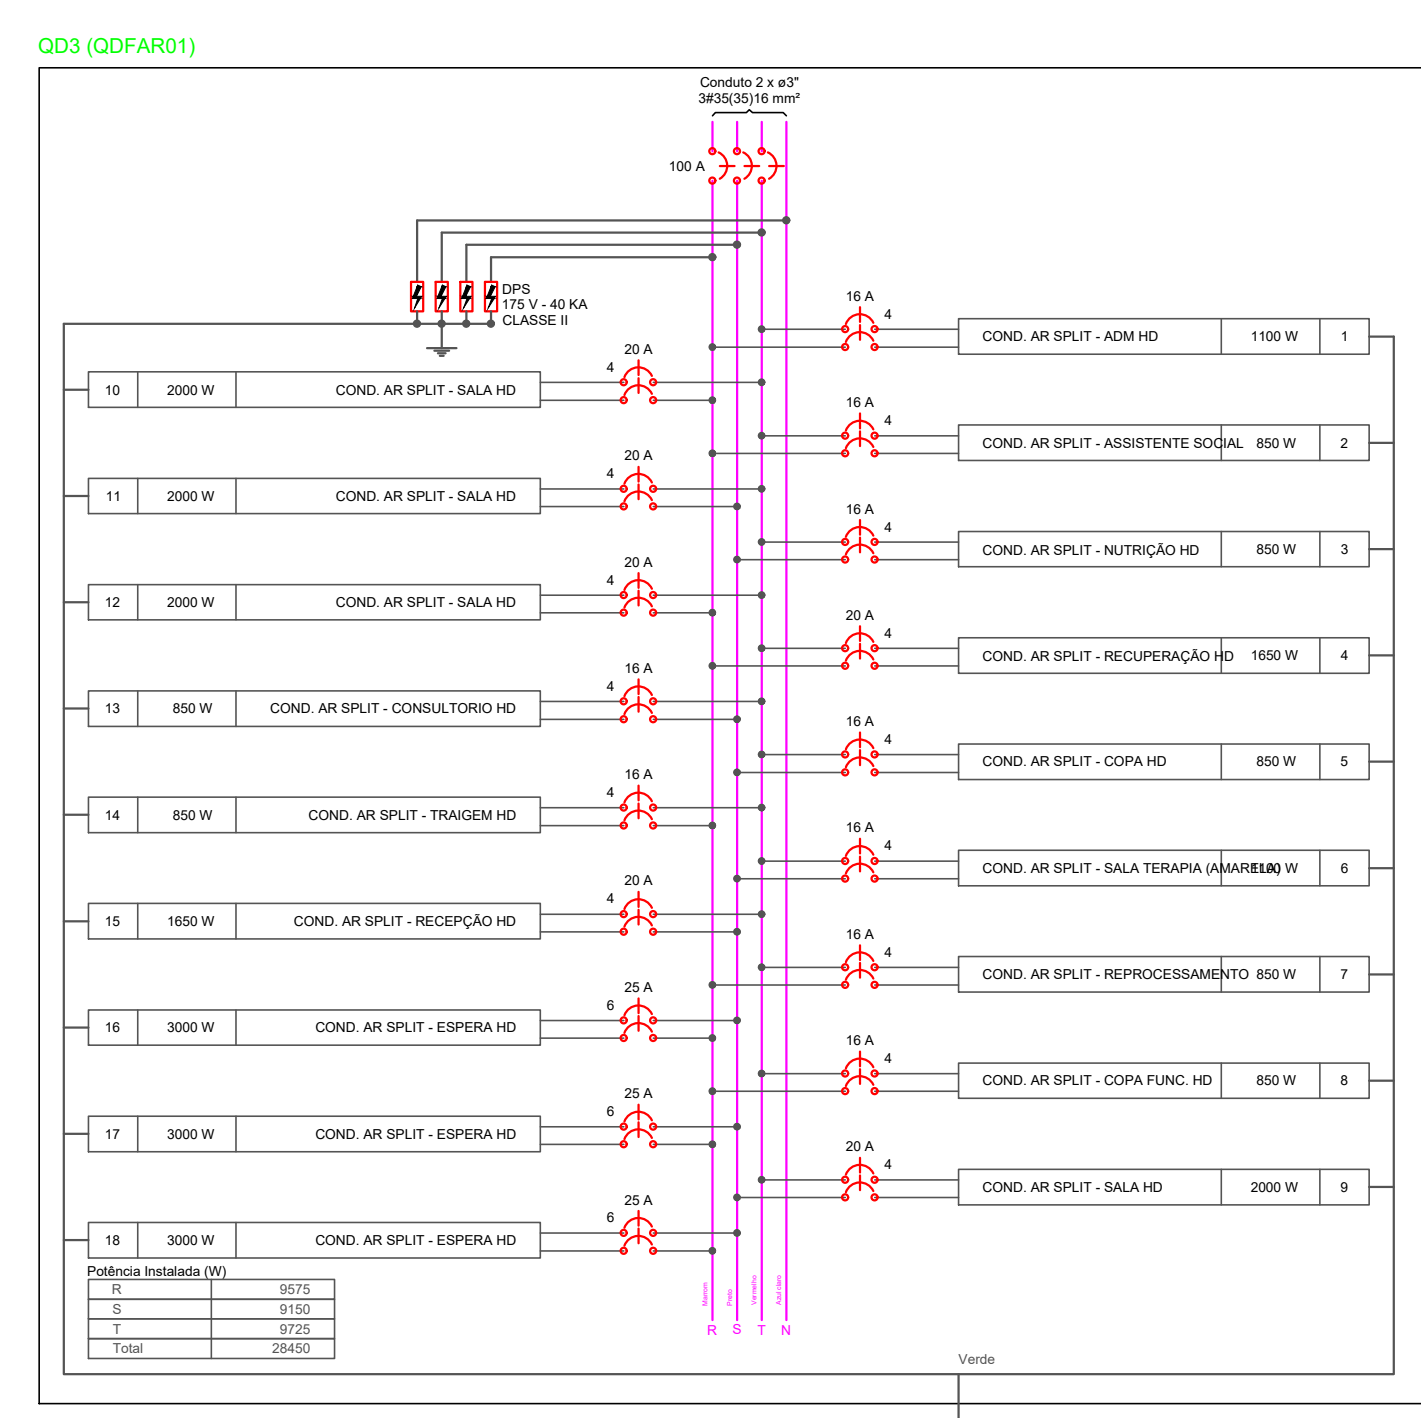 QD3 (QDFAR01)
Conduto 2 x ø3"
3#35(35)16 mm²
100 A
DPS
175 V - 40 KA
CLASSE II
16 A
4
COND. AR SPLIT - ADM HD 1100 W 1
20 A
4
10 2000 W COND. AR SPLIT - SALA HD
16 A
4
COND. AR SPLIT - ASSISTENTE SOCIAL 850 W 2
20 A
4
11 2000 W COND. AR SPLIT - SALA HD
16 A
4
COND. AR SPLIT - NUTRIÇÃO HD 850 W 3
20 A
4
12 2000 W COND. AR SPLIT - SALA HD
20 A
4
COND. AR SPLIT - RECUPERAÇÃO HD 1650 W 4
16 A
4
13 850 W COND. AR SPLIT - CONSULTORIO HD
16 A
4
COND. AR SPLIT - COPA HD 850 W 5
16 A
4
14 850 W COND. AR SPLIT - TRAIGEM HD
16 A
4
COND. AR SPLIT - SALA TERAPIA (AMARELA) 1100 W 6
20 A
4
15 1650 W COND. AR SPLIT - RECEPÇÃO HD
16 A
4
COND. AR SPLIT - REPROCESSAMENTO 850 W 7
25 A
6
16 3000 W COND. AR SPLIT - ESPERA HD
16 A
4
COND. AR SPLIT - COPA FUNC. HD 850 W 8
25 A
6
17 3000 W COND. AR SPLIT - ESPERA HD
20 A
4
COND. AR SPLIT - SALA HD 2000 W 9
25 A
6
18 3000 W COND. AR SPLIT - ESPERA HD
Potência Instalada (W)
R 9575
S 9150
T 9725
Total 28450
Marrom
Preto
Vermelho
Azul claro
R S T N
Verde